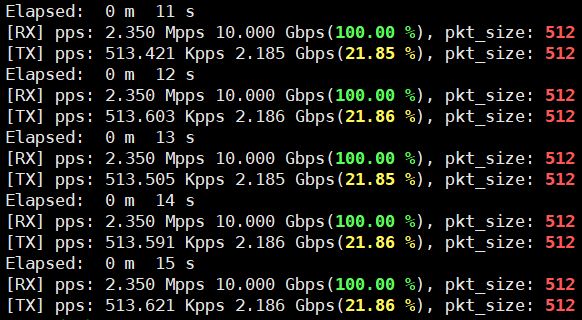 Elapsed:  0 m  11 s
[RX] pps: 2.350 Mpps 10.000 Gbps(100.00 %), pkt_size: 512
[TX] pps: 513.421 Kpps 2.185 Gbps(21.85 %), pkt_size: 512
Elapsed:  0 m  12 s
[RX] pps: 2.350 Mpps 10.000 Gbps(100.00 %), pkt_size: 512
[TX] pps: 513.603 Kpps 2.186 Gbps(21.86 %), pkt_size: 512
Elapsed:  0 m  13 s
[RX] pps: 2.350 Mpps 10.000 Gbps(100.00 %), pkt_size: 512
[TX] pps: 513.505 Kpps 2.185 Gbps(21.85 %), pkt_size: 512
Elapsed:  0 m  14 s
[RX] pps: 2.350 Mpps 10.000 Gbps(100.00 %), pkt_size: 512
[TX] pps: 513.591 Kpps 2.186 Gbps(21.86 %), pkt_size: 512
Elapsed:  0 m  15 s
[RX] pps: 2.350 Mpps 10.000 Gbps(100.00 %), pkt_size: 512
[TX] pps: 513.621 Kpps 2.186 Gbps(21.86 %), pkt_size: 512